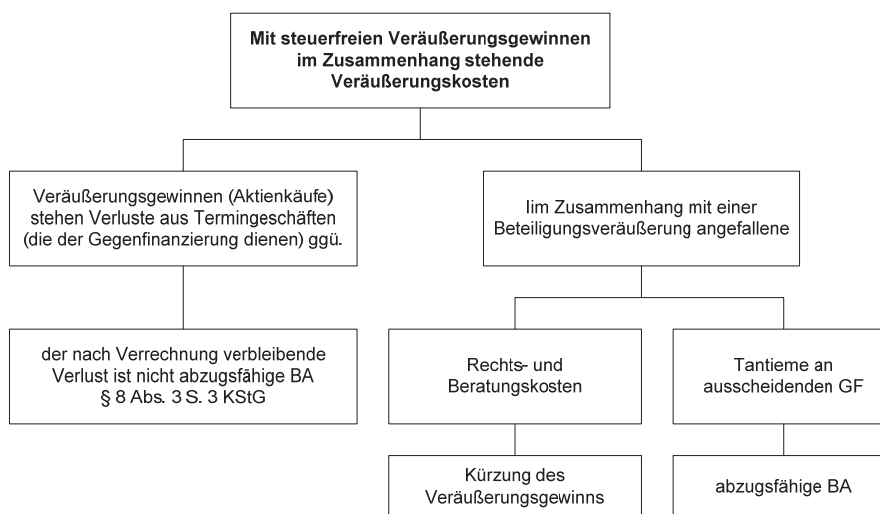 Mit steuerfreien Veräußerungsgewinnen
im Zusammenhang stehende
Veräußerungskosten
Veräußerungsgewinnen (Aktienkäufe)
stehen Verluste aus Termingeschäften
(die der Gegenfinanzierung dienen) ggü.
Iim Zusammenhang mit einer
Beteiligungsveräußerung angefallene
der nach Verrechnung verbleibende
Verlust ist nicht abzugsfähige BA
§ 8 Abs. 3 S. 3 KStG
Rechts- und
Beratungskosten
Tantieme an
ausscheidenden GF
Kürzung des
Veräußerungsgewinns
abzugsfähige BA